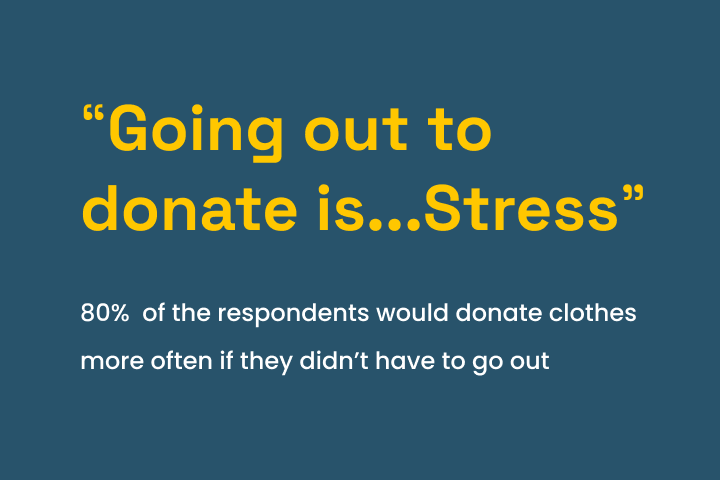 “Going out to
donate is...Stress”
80%  of the respondents would donate clothes
more often if they didn’t have to go out